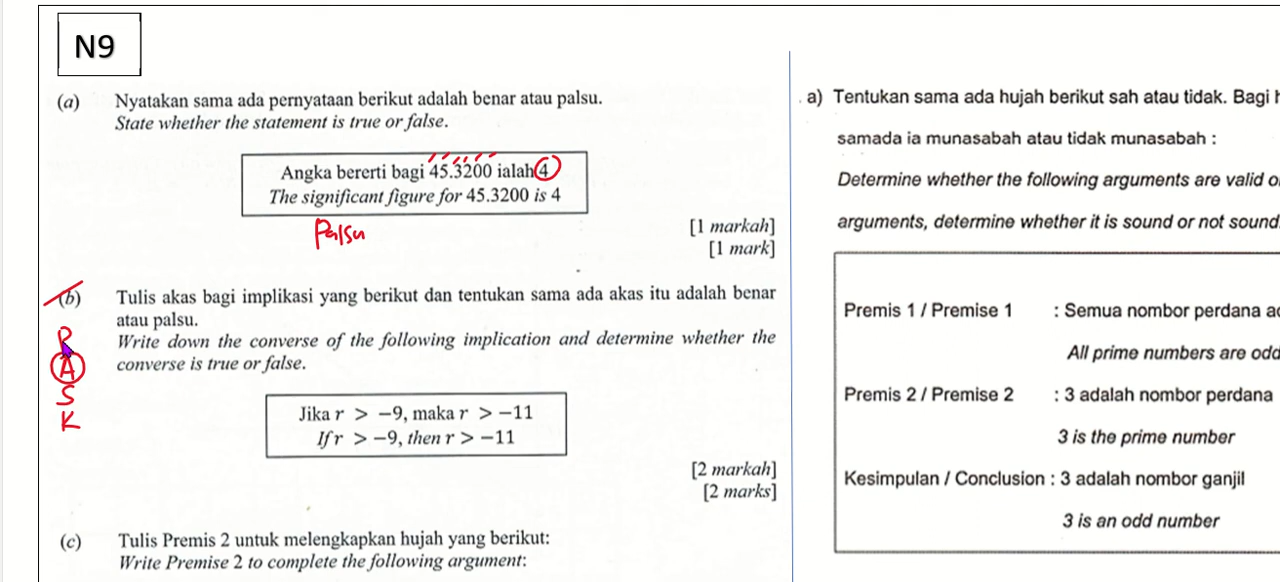 N9
(a) Nyatakan sama ada pernyataan berikut adalah benar atau palsu.
State whether the statement is true or false.
Angka bererti bagi 45.3200 ialah 4
The significant figure for 45.3200 is 4
Palsu
[1 markah]
[1 mark]
(b) Tulis akas bagi implikasi yang berikut dan tentukan sama ada akas itu adalah benar
atau palsu.
Write down the converse of the following implication and determine whether the
converse is true or false.
P
A
S
K
Jika r > −9, maka r > −11
If r > −9, then r > −11
[2 markah]
[2 marks]
(c) Tulis Premis 2 untuk melengkapkan hujah yang berikut:
Write Premise 2 to complete the following argument:
a) Tentukan sama ada hujah berikut sah atau tidak. Bagi
samada ia munasabah atau tidak munasabah :
Determine whether the following arguments are valid
arguments, determine whether it is sound or not sound
Premis 1 / Premise 1 : Semua nombor perdana
All prime numbers are odd
Premis 2 / Premise 2 : 3 adalah nombor perdana
3 is the prime number
Kesimpulan / Conclusion : 3 adalah nombor ganjil
3 is an odd number